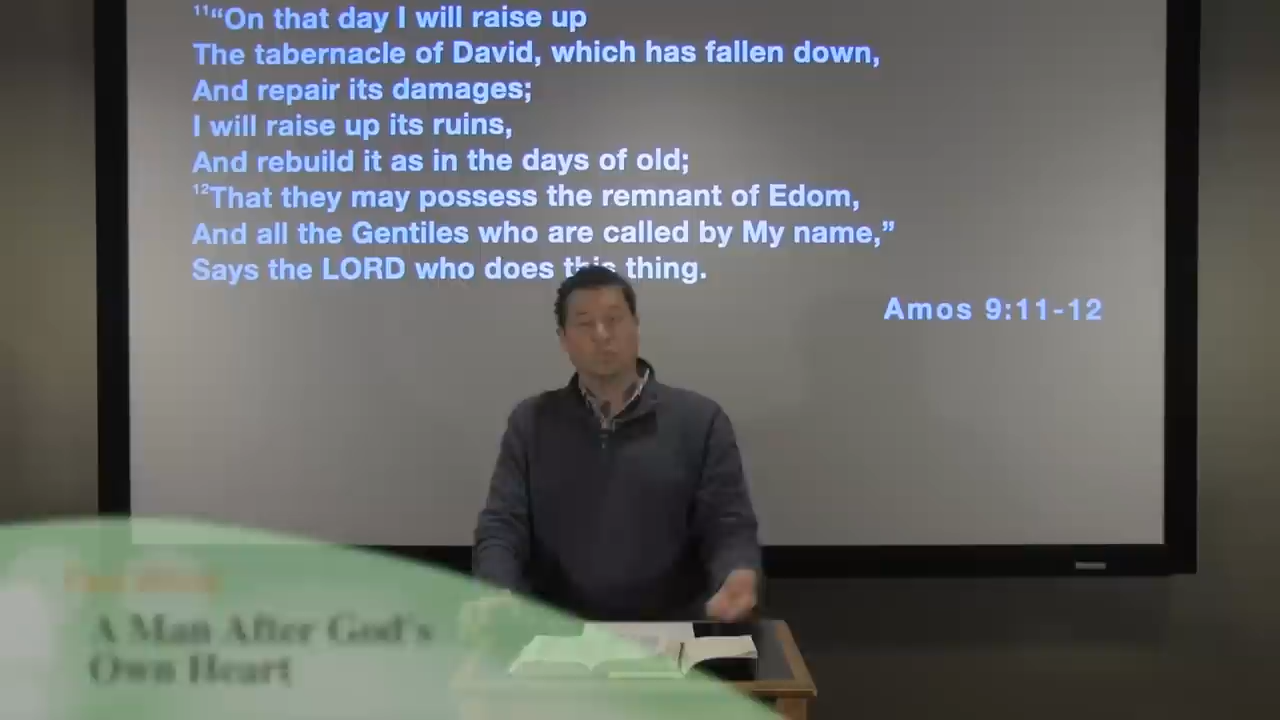 ¹¹“On that day I will raise up
The tabernacle of David, which has fallen down,
And repair its damages;
I will raise up its ruins,
And rebuild it as in the days of old;
¹²That they may possess the remnant of Edom,
And all the Gentiles who are called by My name,”
Says the LORD who does this thing.
Amos 9:11-12
A Man After God's
Own Heart